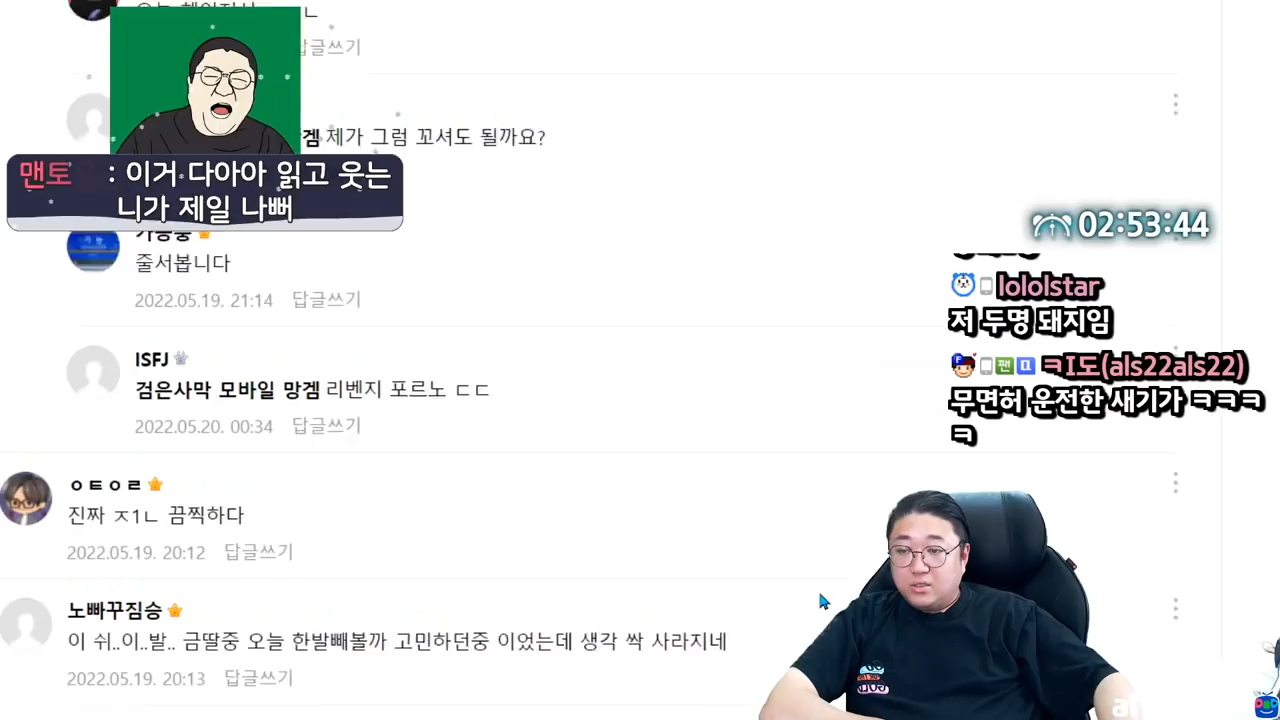 답글쓰기
겜 제가 그럼 꼬셔도 될까요?
맨토 : 이거 다아아 읽고 웃는
니가 제일 나뻐
가능충
줄서봅니다
2022.05.19. 21:14 답글쓰기
ISFJ
검은사막 모바일 망겜 리벤지 포르노 ㄷㄷ
2022.05.20. 00:34 답글쓰기
ㅇㅌㅇㄹ
진짜 ㅈ1ㄴ 끔찍하다
2022.05.19. 20:12 답글쓰기
노빠꾸짐승
이 쉬..이..발.. 금딸중 오늘 한발빼볼까 고민하던중 이었는데 생각 싹 사라지네
2022.05.19. 20:13 답글쓰기
02:53:44
lololstar
저 두명 돼지임
팬 ㅋI도(als22als22)
무면허 운전한 새기가 ㅋㅋㅋ
ㅋ